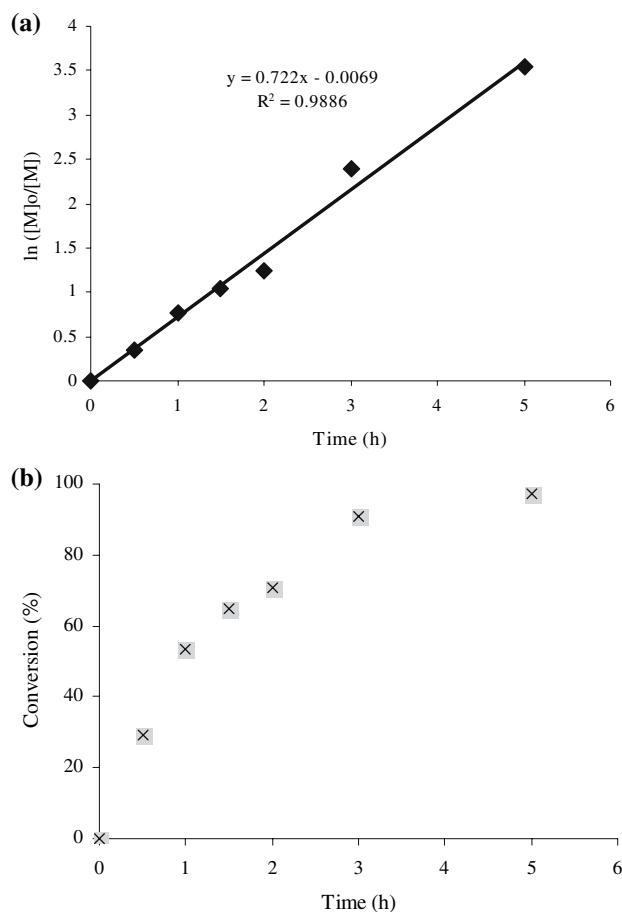 (a)
4
3.5
3
2.5
2
1.5
1
0.5
0
y = 0.722x - 0.0069
R² = 0.9886
ln ([M]o/[M])
0 1 2 3 4 5 6
Time (h)
(b)
100
80
60
40
20
0
Conversion (%)
0 1 2 3 4 5 6
Time (h)